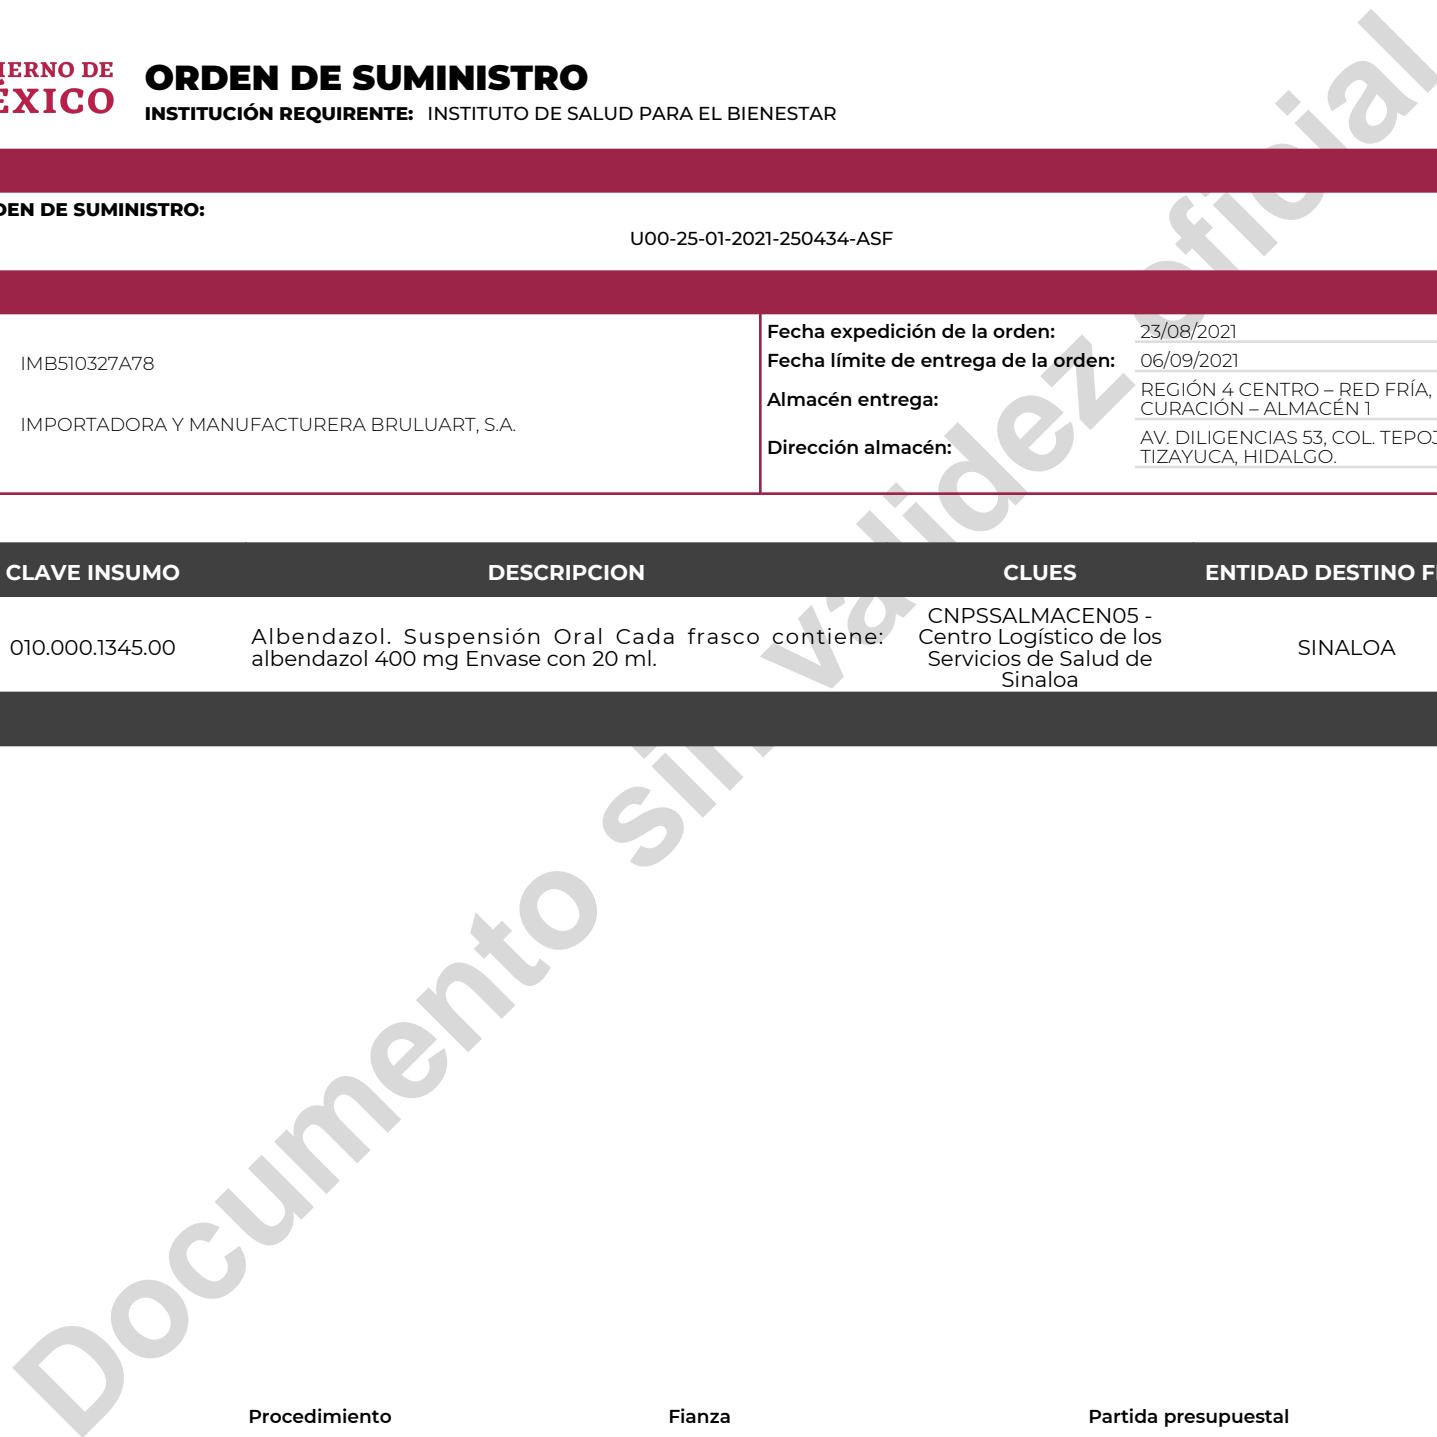 IERNO DE
ÉXICO
ORDEN DE SUMINISTRO
INSTITUCIÓN REQUIRENTE: INSTITUTO DE SALUD PARA EL BIENESTAR
DEN DE SUMINISTRO:
U00-25-01-2021-250434-ASF
IMB510327A78
IMPORTADORA Y MANUFACTURERA BRULUART, S.A.
Fecha expedición de la orden: 23/08/2021
Fecha límite de entrega de la orden: 06/09/2021
Almacén entrega: REGIÓN 4 CENTRO – RED FRÍA,
CURACIÓN – ALMACÉN 1
Dirección almacén: AV. DILIGENCIAS 53, COL. TEPOJ
TIZAYUCA, HIDALGO.
CLAVE INSUMO DESCRIPCION CLUES ENTIDAD DESTINO FI
010.000.1345.00
Albendazol. Suspensión Oral Cada frasco contiene:
albendazol 400 mg Envase con 20 ml.
CNPSSALMACEN05 -
Centro Logístico de los
Servicios de Salud de
Sinaloa
SINALOA
Documento sin validez oficial
Procedimiento Fianza Partida presupuestal